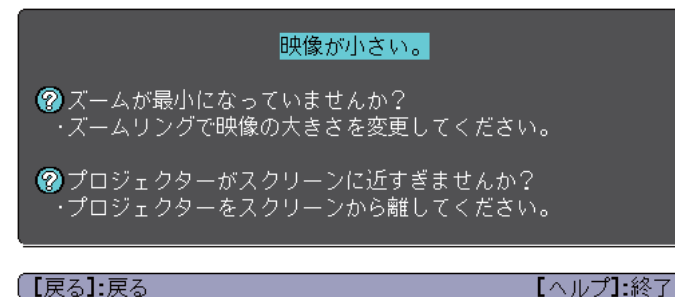 映像が小さい。
?ズームが最小になっていませんか？
・ズームリングで映像の大きさを変更してください。
?プロジェクターがスクリーンに近すぎませんか？
・プロジェクターをスクリーンから離してください。
【戻る】:戻る 【ヘルプ】:終了